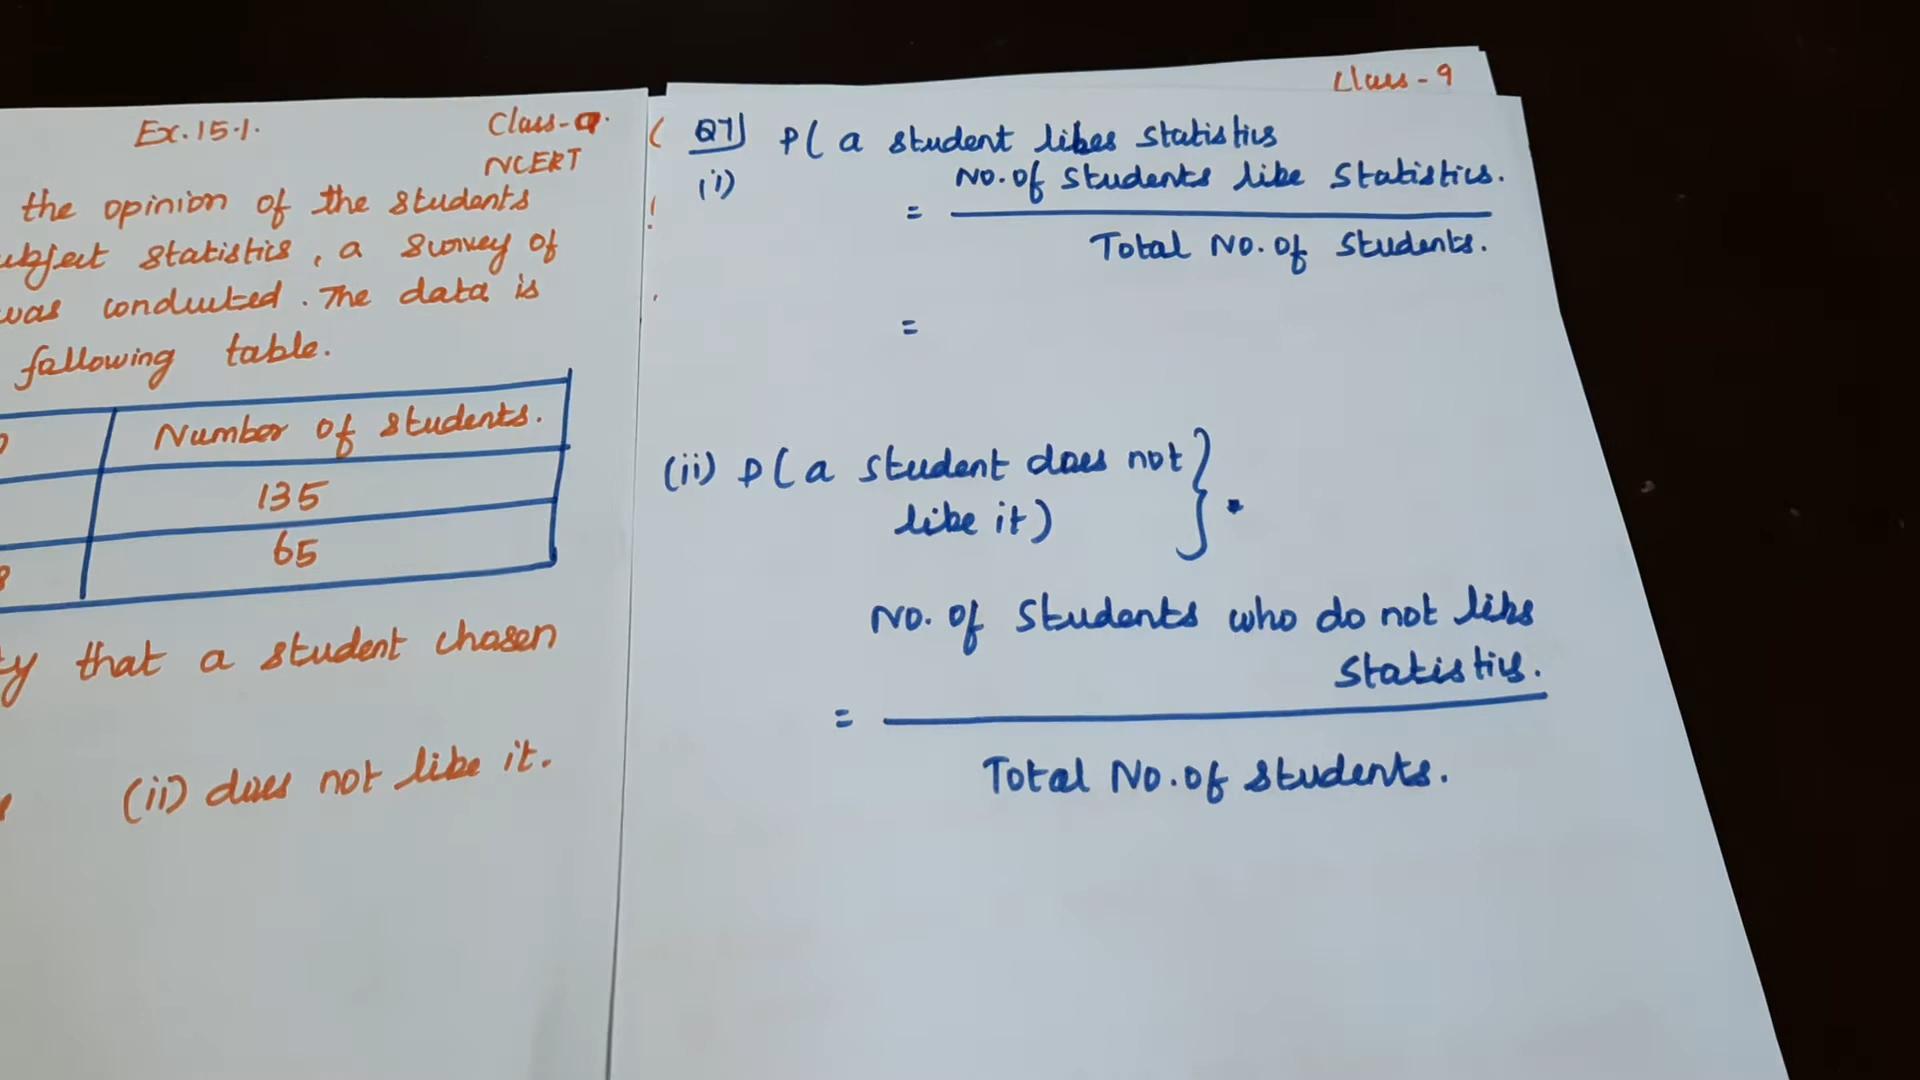 Ex.15.1.
Class-9.
NCERT
the opinion of the students
ubject statistics, a survey of
was conducted. The data is
following table.
Number of students.
135
65
ty that a student chosen
(ii) does not like it.
Class-9
Q7) P( a student likes statistics
(i) No. of students like statistics.
=
Total No. of students.
=
(ii) P( a student does not
like it) }
No. of students who do not like
statistics.
=
Total No. of students.